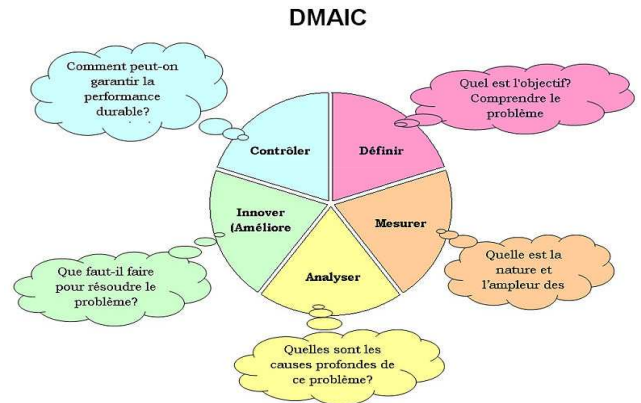 DMAIC
Comment peut-on
garantir la
performance
durable?
Quel est l'objectif?
Comprendre le
problème
Contrôler
Définir
Innover
(Améliore
Mesurer
Analyser
Que faut-il faire
pour résoudre le
problème?
Quelle est la
nature et
l'ampleur des
Quelles sont les
causes profondes de
ce problème?